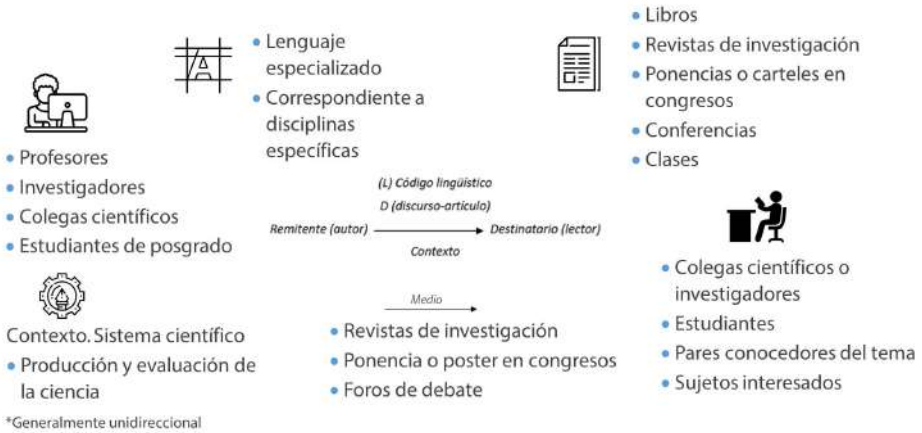 • Lenguaje
especializado
• Correspondiente a
disciplinas
específicas
• Libros
• Revistas de investigación
• Ponencias o carteles en
congresos
• Conferencias
• Clases
• Profesores
• Investigadores
• Colegas científicos
• Estudiantes de posgrado
(L) Código lingüístico
D (discurso-artículo)
Remitente (autor) Destinatario (lector)
Contexto
Contexto. Sistema científico
• Producción y evaluación de
la ciencia
*Generalmente unidireccional
Medio
• Revistas de investigación
• Ponencia o poster en congresos
• Foros de debate
• Colegas científicos o
investigadores
• Estudiantes
• Pares conocedores del tema
• Sujetos interesados